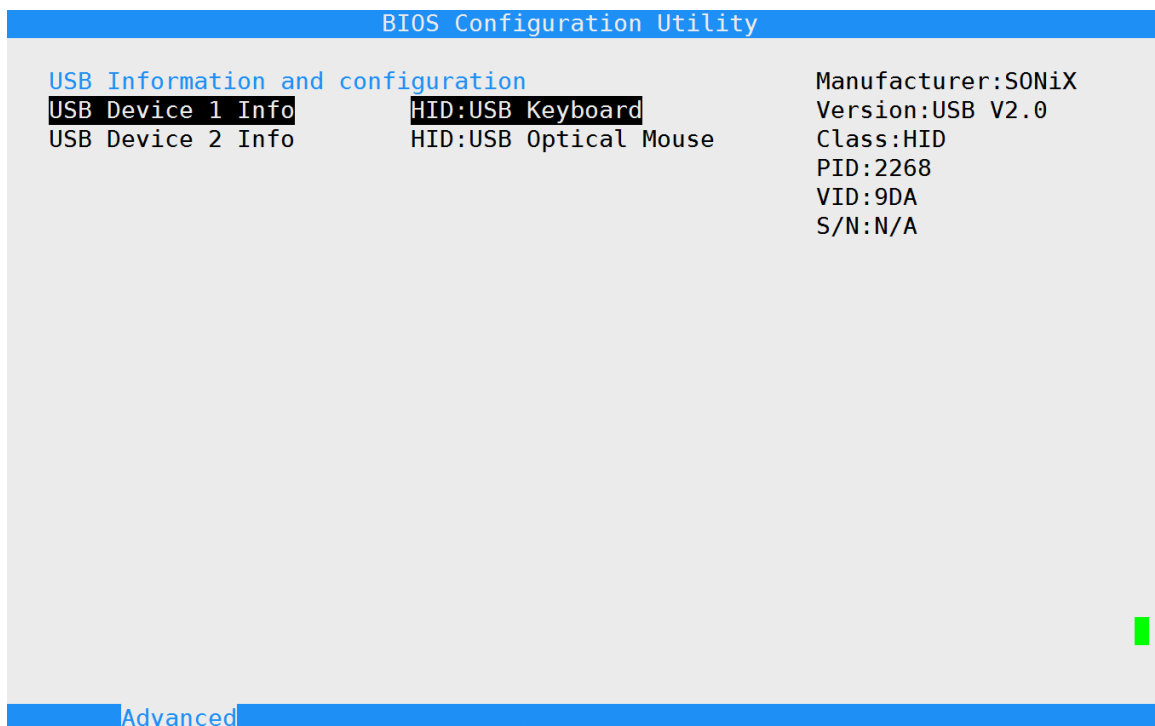 BIOS Configuration Utility
USB Information and configuration
USB Device 1 Info HID:USB Keyboard
USB Device 2 Info HID:USB Optical Mouse
Manufacturer:SONiX
Version:USB V2.0
Class:HID
PID:2268
VID:9DA
S/N:N/A
Advanced